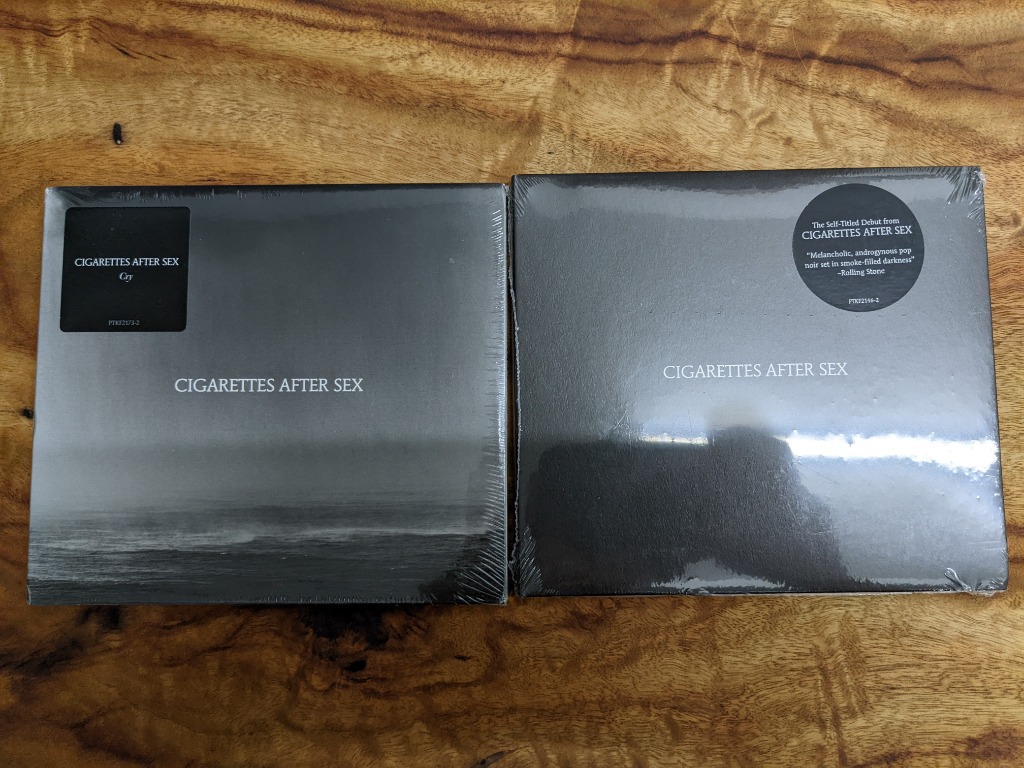 CIGARETTES AFTER SEX
Cry
PTKF2173-2
CIGARETTES AFTER SEX
The Self-Titled Debut from
CIGARETTES AFTER SEX
“Melancholic, androgynous pop
noir set in smoke-filled darkness”
–Rolling Stone
PTKF2146-2
CIGARETTES AFTER SEX